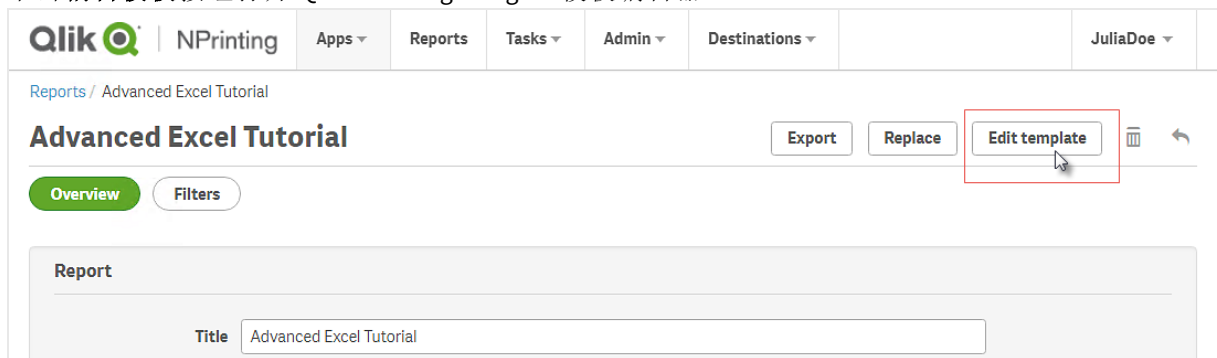 Qlik NPrinting Apps Reports Tasks Admin Destinations JuliaDoe
Reports / Advanced Excel Tutorial
Advanced Excel Tutorial Export Replace Edit template
Overview Filters
Report
Title Advanced Excel Tutorial